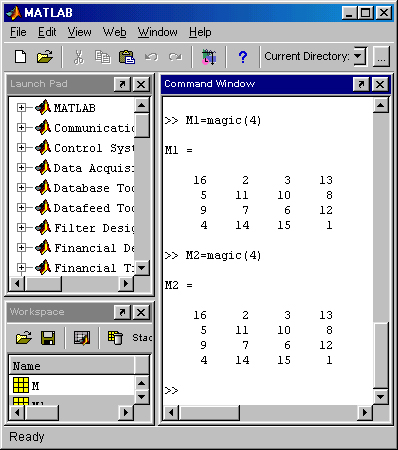 MATLAB
File Edit View Web Window Help
? Current Directory: ...
Launch Pad
MATLAB
Communicatio
Control Syst
Data Acquisi
Database Too
Datafeed Too
Filter Desig
Financial De
Financial Ti
Workspace
Stac
Name
M
M1
Command Window
>> M1=magic(4)
M1 =
16 2 3 13
5 11 10 8
9 7 6 12
4 14 15 1
>> M2=magic(4)
M2 =
16 2 3 13
5 11 10 8
9 7 6 12
4 14 15 1
>>
Ready